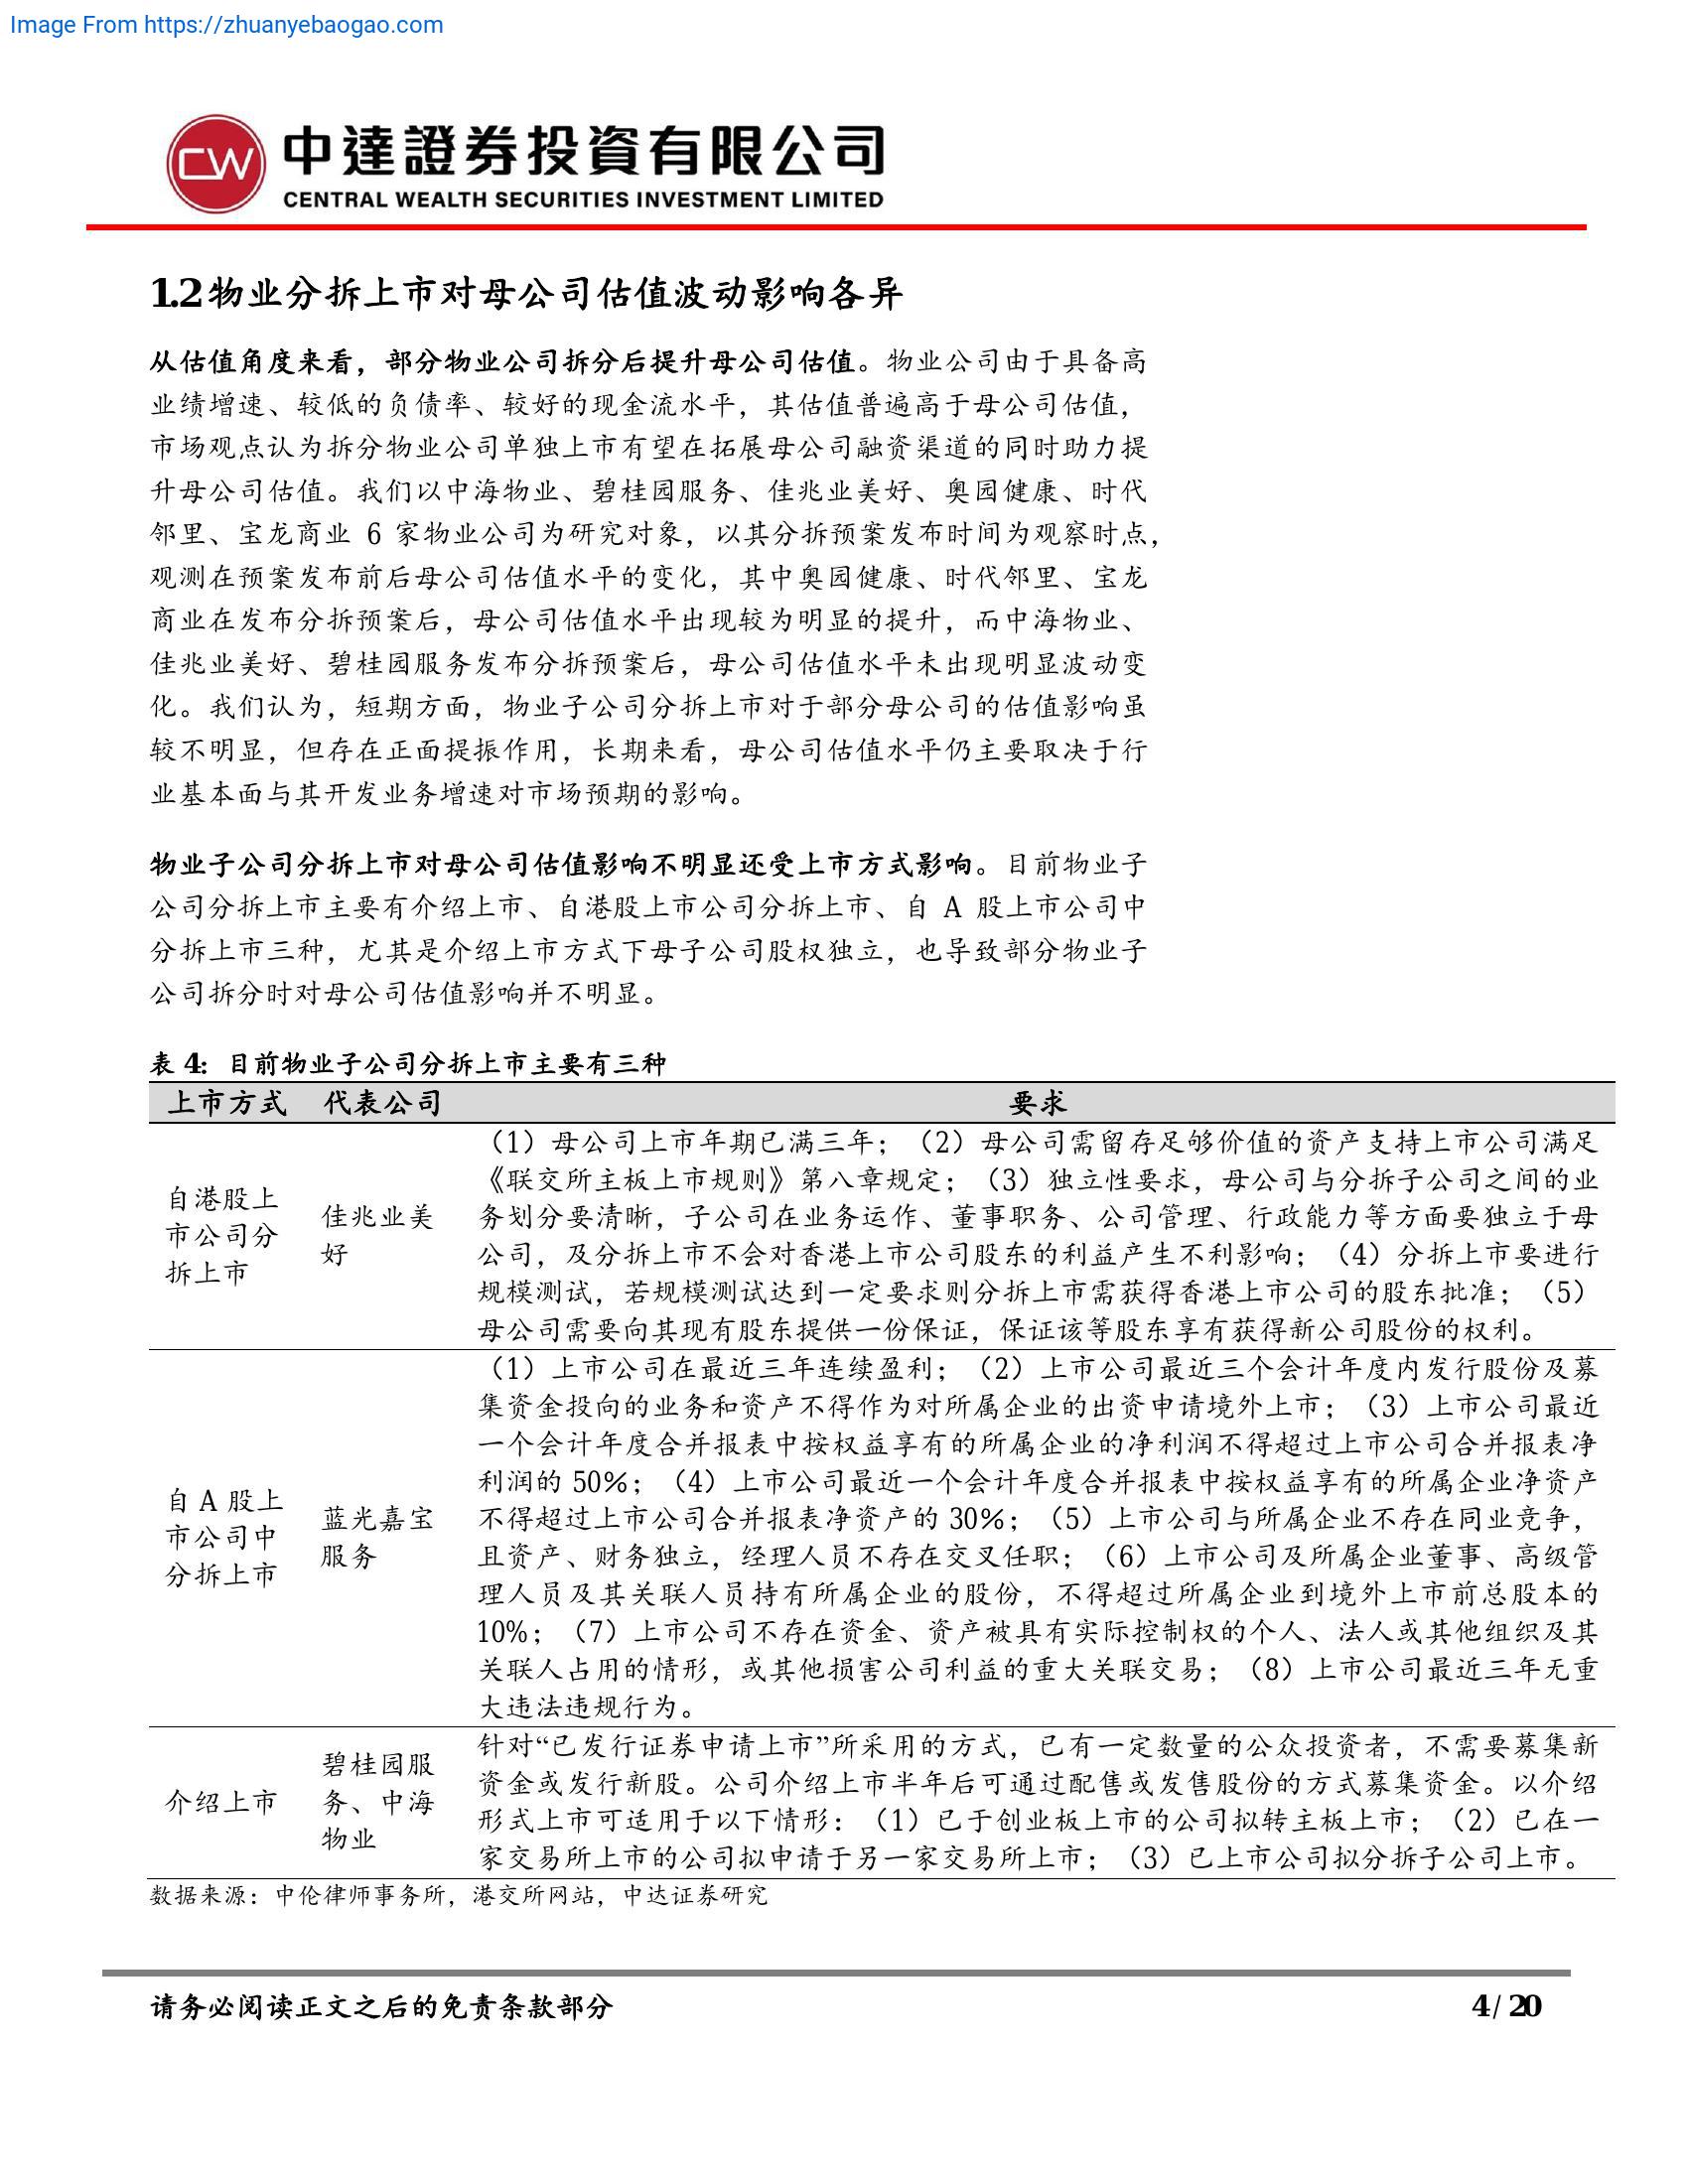 Image From https://zhuanyebaogao.com
CW
中達證券投資有限公司
CENTRAL WEALTH SECURITIES INVESTMENT LIMITED
1.2 物业分拆上市对母公司估值波动影响各异
从估值角度来看，部分物业公司拆分后提升母公司估值。物业公司由于具备高
业绩增速、较低的负债率、较好的现金流水平，其估值普遍高于母公司估值，
市场观点认为拆分物业公司单独上市有望在拓展母公司融资渠道的同时助力提
升母公司估值。我们以中海物业、碧桂园服务、佳兆业美好、奥园健康、时代
邻里、宝龙商业 6 家物业公司为研究对象，以其分拆预案发布时间为观察时点，
观测在预案发布前后母公司估值水平的变化，其中奥园健康、时代邻里、宝龙
商业在发布分拆预案后，母公司估值水平出现较为明显的提升，而中海物业、
佳兆业美好、碧桂园服务发布分拆预案后，母公司估值水平未出现明显波动变
化。我们认为，短期方面，物业子公司分拆上市对于部分母公司的估值影响虽
较不明显，但存在正面提振作用，长期来看，母公司估值水平仍主要取决于行
业基本面与其开发业务增速对市场预期的影响。
物业子公司分拆上市对母公司估值影响不明显还受上市方式影响。目前物业子
公司分拆上市主要有介绍上市、自港股上市公司分拆上市、自 A 股上市公司中
分拆上市三种，尤其是介绍上市方式下母子公司股权独立，也导致部分物业子
公司拆分时对母公司估值影响并不明显。
表 4：目前物业子公司分拆上市主要有三种
上市方式 代表公司 要求
自港股上
市公司分
拆上市
佳兆业美
好
（1）母公司上市年期已满三年；（2）母公司需留存足够价值的资产支持上市公司满足
《联交所主板上市规则》第八章规定；（3）独立性要求，母公司与分拆子公司之间的业
务划分要清晰，子公司在业务运作、董事职务、公司管理、行政能力等方面要独立于母
公司，及分拆上市不会对香港上市公司股东的利益产生不利影响；（4）分拆上市要进行
规模测试，若规模测试达到一定要求则分拆上市需获得香港上市公司的股东批准；（5）
母公司需要向其现有股东提供一份保证，保证该等股东享有获得新公司股份的权利。
自 A 股上
市公司中
分拆上市
蓝光嘉宝
服务
（1）上市公司在最近三年连续盈利；（2）上市公司最近三个会计年度内发行股份及募
集资金投向的业务和资产不得作为对所属企业的出资申请境外上市；（3）上市公司最近
一个会计年度合并报表中按权益享有的所属企业的净利润不得超过上市公司合并报表净
利润的 50%；（4）上市公司最近一个会计年度合并报表中按权益享有的所属企业净资产
不得超过上市公司合并报表净资产的 30%；（5）上市公司与所属企业不存在同业竞争，
且资产、财务独立，经理人员不存在交叉任职；（6）上市公司及所属企业董事、高级管
理人员及其关联人员持有所属企业的股份，不得超过所属企业到境外上市前总股本的
10%；（7）上市公司不存在资金、资产被具有实际控制权的个人、法人或其他组织及其
关联人占用的情形，或其他损害公司利益的重大关联交易；（8）上市公司最近三年无重
大违法违规行为。
介绍上市
碧桂园服
务、中海
物业
针对“已发行证券申请上市”所采用的方式，已有一定数量的公众投资者，不需要募集新
资金或发行新股。公司介绍上市半年后可通过配售或发售股份的方式募集资金。以介绍
形式上市可适用于以下情形：（1）已于创业板上市的公司拟转主板上市；（2）已在一
家交易所上市的公司拟申请于另一家交易所上市；（3）已上市公司拟分拆子公司上市。
数据来源：中伦律师事务所，港交所网站，中达证券研究
请务必阅读正文之后的免责条款部分 4 / 20